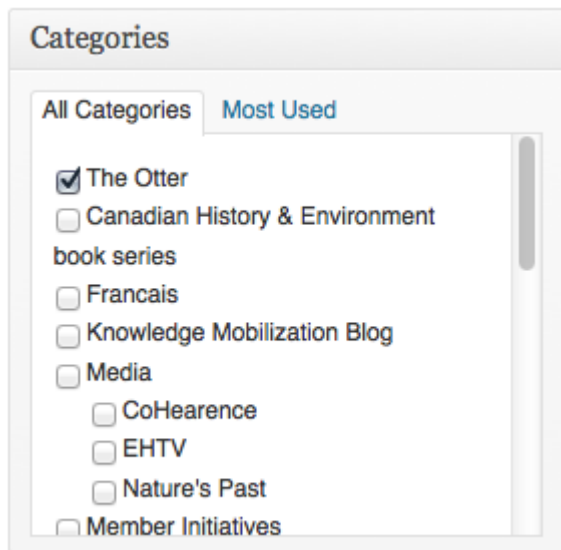 Categories
All Categories Most Used
The Otter
Canadian History & Environment
book series
Francais
Knowledge Mobilization Blog
Media
CoHearence
EHTV
Nature's Past
Member Initiatives